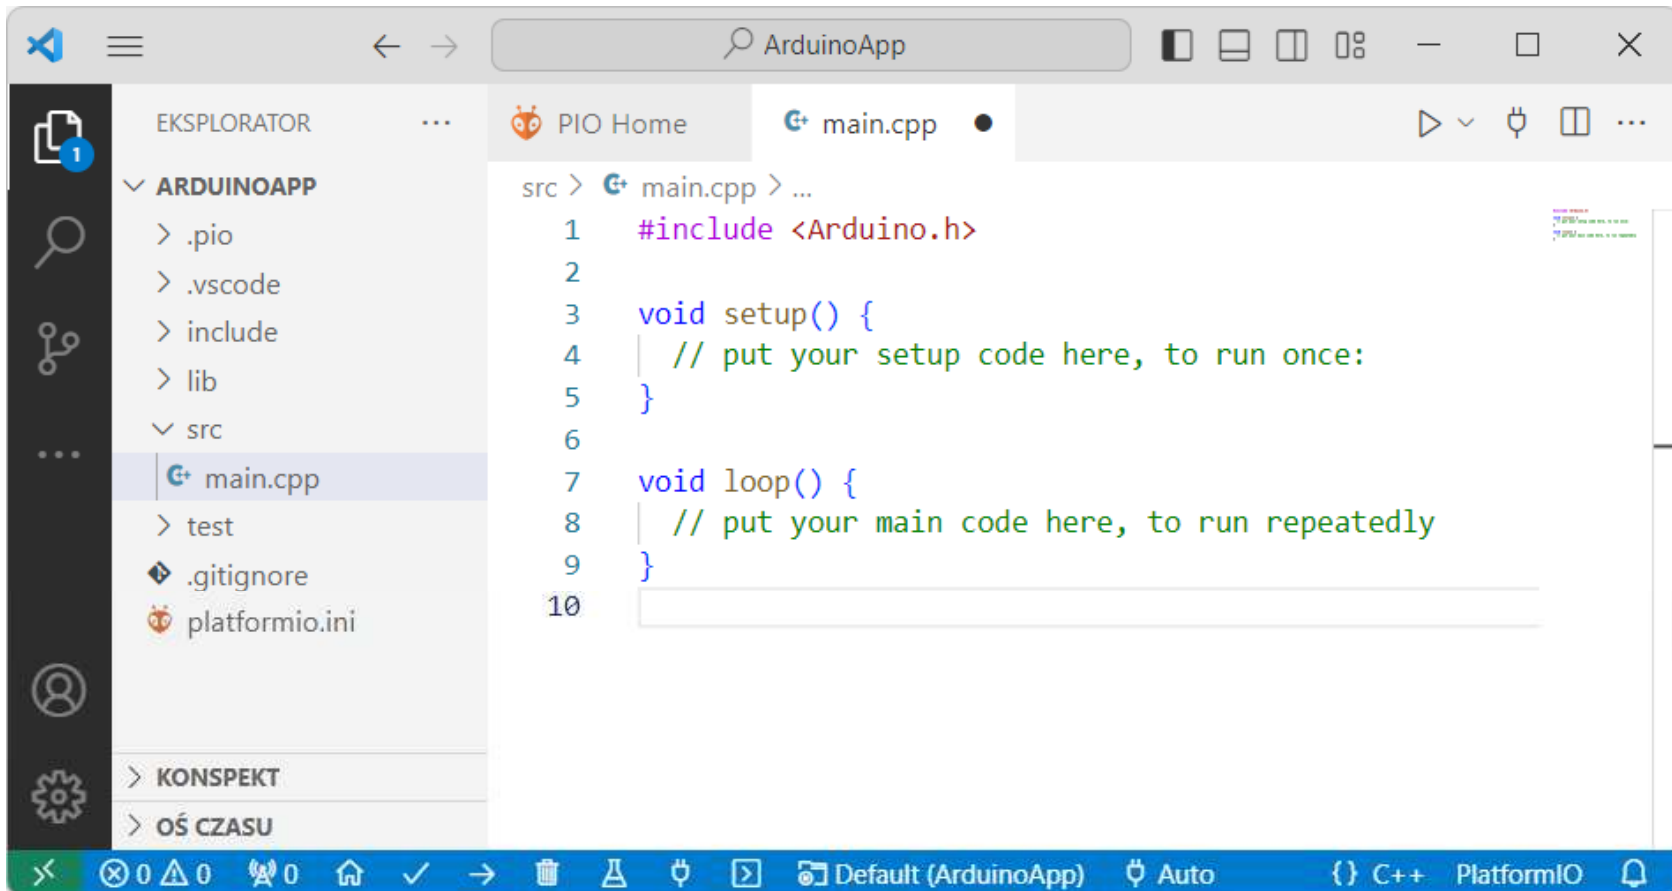 ArduinoApp
1
EKSPLORATOR
ARDUINOAPP
.pio
.vscode
include
lib
src
main.cpp
test
.gitignore
platformio.ini
KONSPEKT
OŚ CZASU
PIO Home
main.cpp
src > main.cpp > ...
1 #include <Arduino.h>
2
3 void setup() {
4 // put your setup code here, to run once:
5 }
6
7 void loop() {
8 // put your main code here, to run repeatedly
9 }
10
0 0 0 Default (ArduinoApp) Auto {} C++ PlatformIO